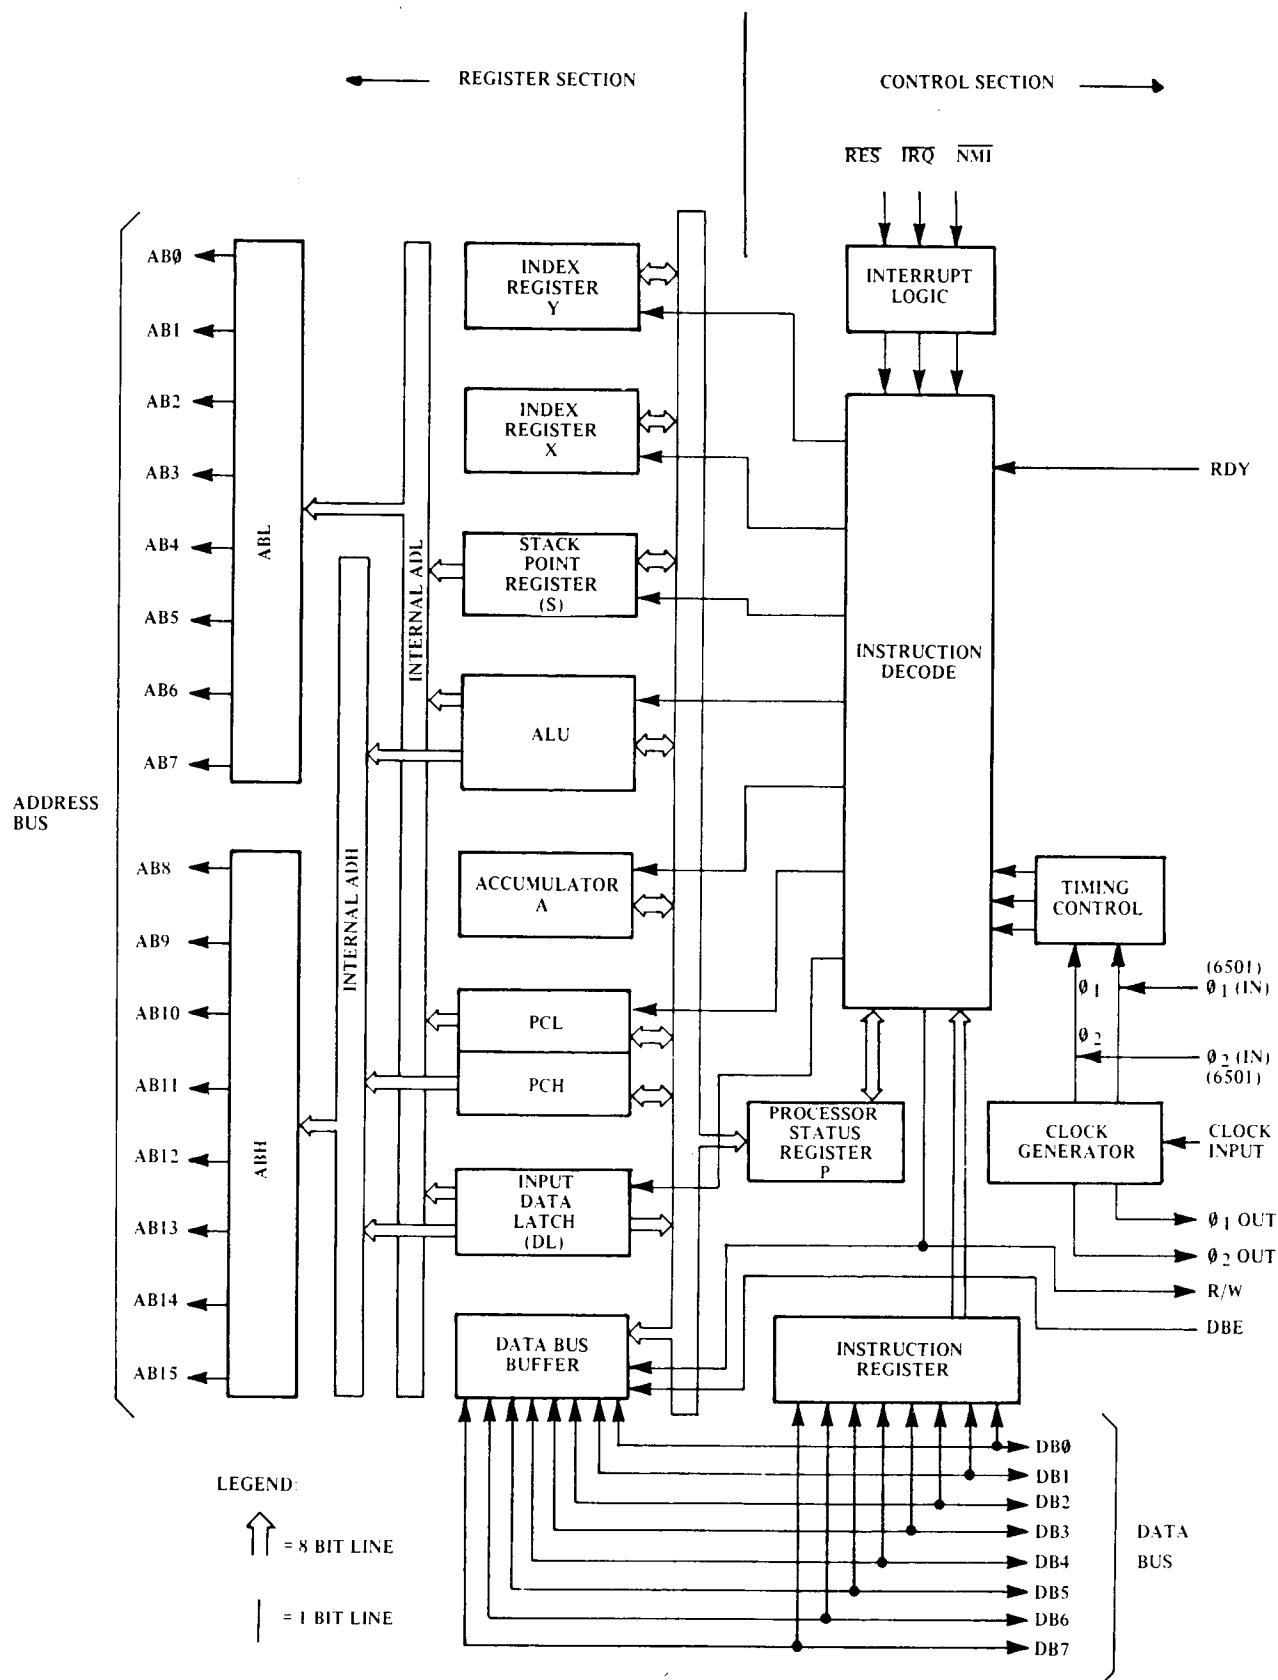 REGISTER SECTION
CONTROL SECTION
RES IRQ NMI
INTERRUPT
LOGIC
ADDRESS
BUS
ABØ
AB1
AB2
AB3
AB4
AB5
AB6
AB7
AB8
AB9
AB10
AB11
AB12
AB13
AB14
AB15
ABL
ABH
INTERNAL ADH
INTERNAL ADL
INDEX
REGISTER
Y
INDEX
REGISTER
X
STACK
POINT
REGISTER
(S)
ALU
ACCUMULATOR
A
PCL
PCH
INPUT
DATA
LATCH
(DL)
DATA BUS
BUFFER
INSTRUCTION
DECODE
PROCESSOR
STATUS
REGISTER
P
INSTRUCTION
REGISTER
RDY
TIMING
CONTROL
Ø1
Ø2
(6501)
Ø1 (IN)
Ø2 (IN)
(6501)
CLOCK
GENERATOR
CLOCK
INPUT
Ø1 OUT
Ø2 OUT
R/W
DBE
DBØ
DB1
DB2
DB3
DB4
DB5
DB6
DB7
DATA
BUS
LEGEND:
= 8 BIT LINE
= 1 BIT LINE